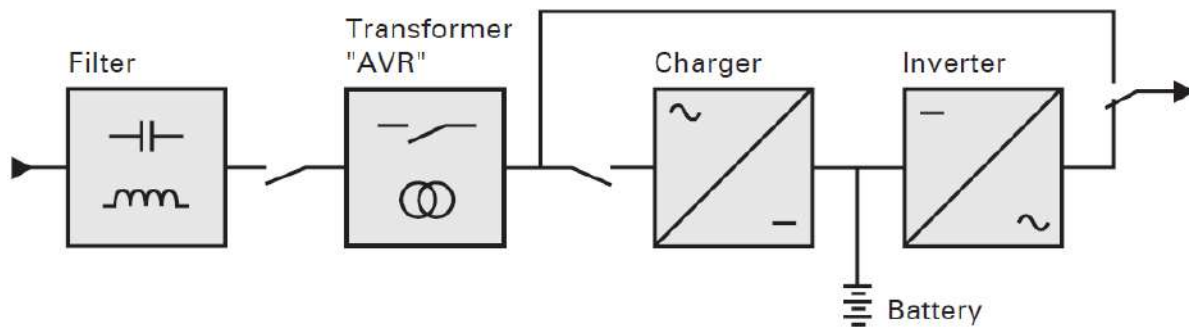 Transformer
"AVR"
Filter
Charger
Inverter
Battery